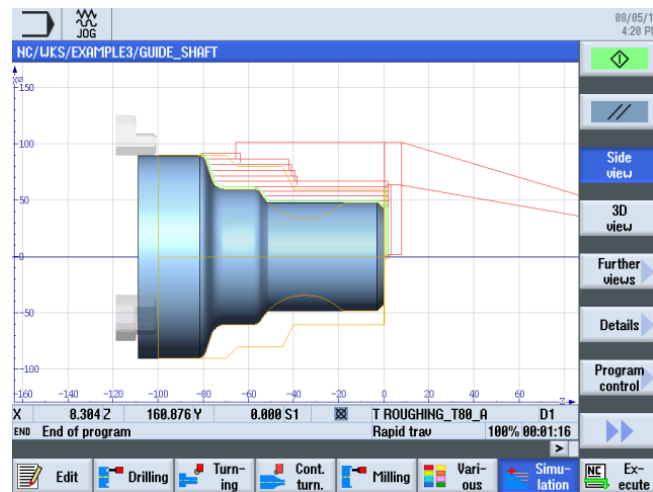 JOG
08/05/1
4:20 P
NC/WKS/EXAMPLE3/GUIDE_SHAFT
150
100
50
0
-50
-100
-160 -140 -120 -100 -80 -60 -40 -20 0 20 40 60 Z
X 8.304 Z 160.876 Y 0.000 S1 T ROUGHING_T80_A D1
END End of program Rapid trav 100% 00:01:16
Side
view
3D
view
Further
views
Details
Program
control
>
Edit
Drilling
Turn-
ing
Cont.
turn.
Milling
Vari-
ous
Simu-
lation
NC Ex-
ecute